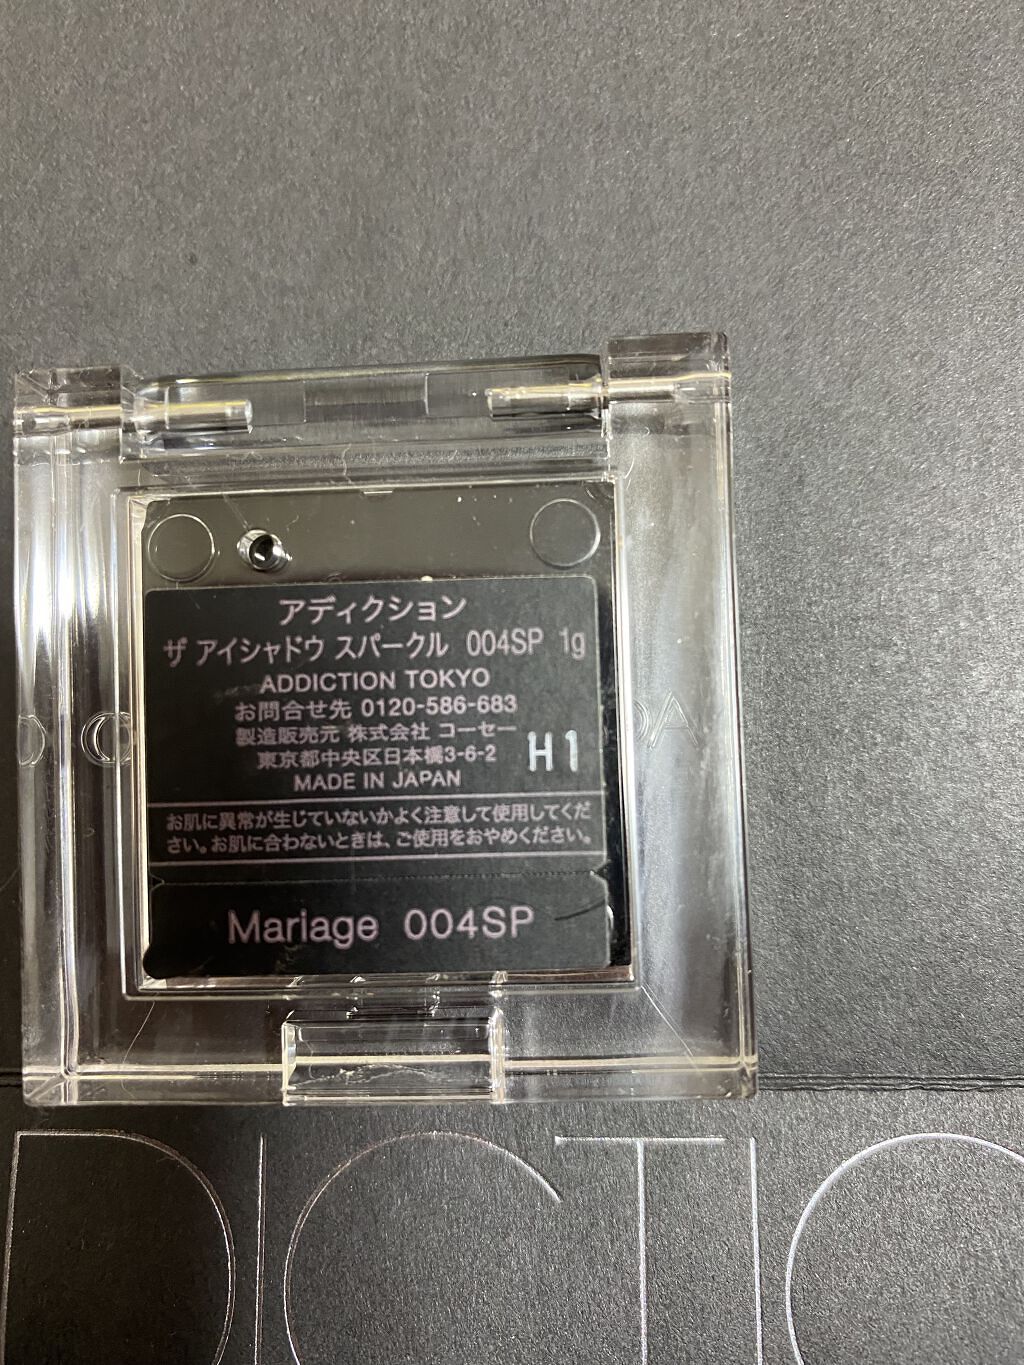 アディクション
ザ アイシャドウ スパークル 004SP 1g
ADDICTION TOKYO
お問合せ先 0120-586-683
製造販売元 株式会社 コーセー
東京都中央区日本橋3-6-2
MADE IN JAPAN
H1
お肌に異常が生じていないかよく注意して使用してくだ
さい。お肌に合わないときは、ご使用をおやめください。
Mariage 004SP
DICTIO